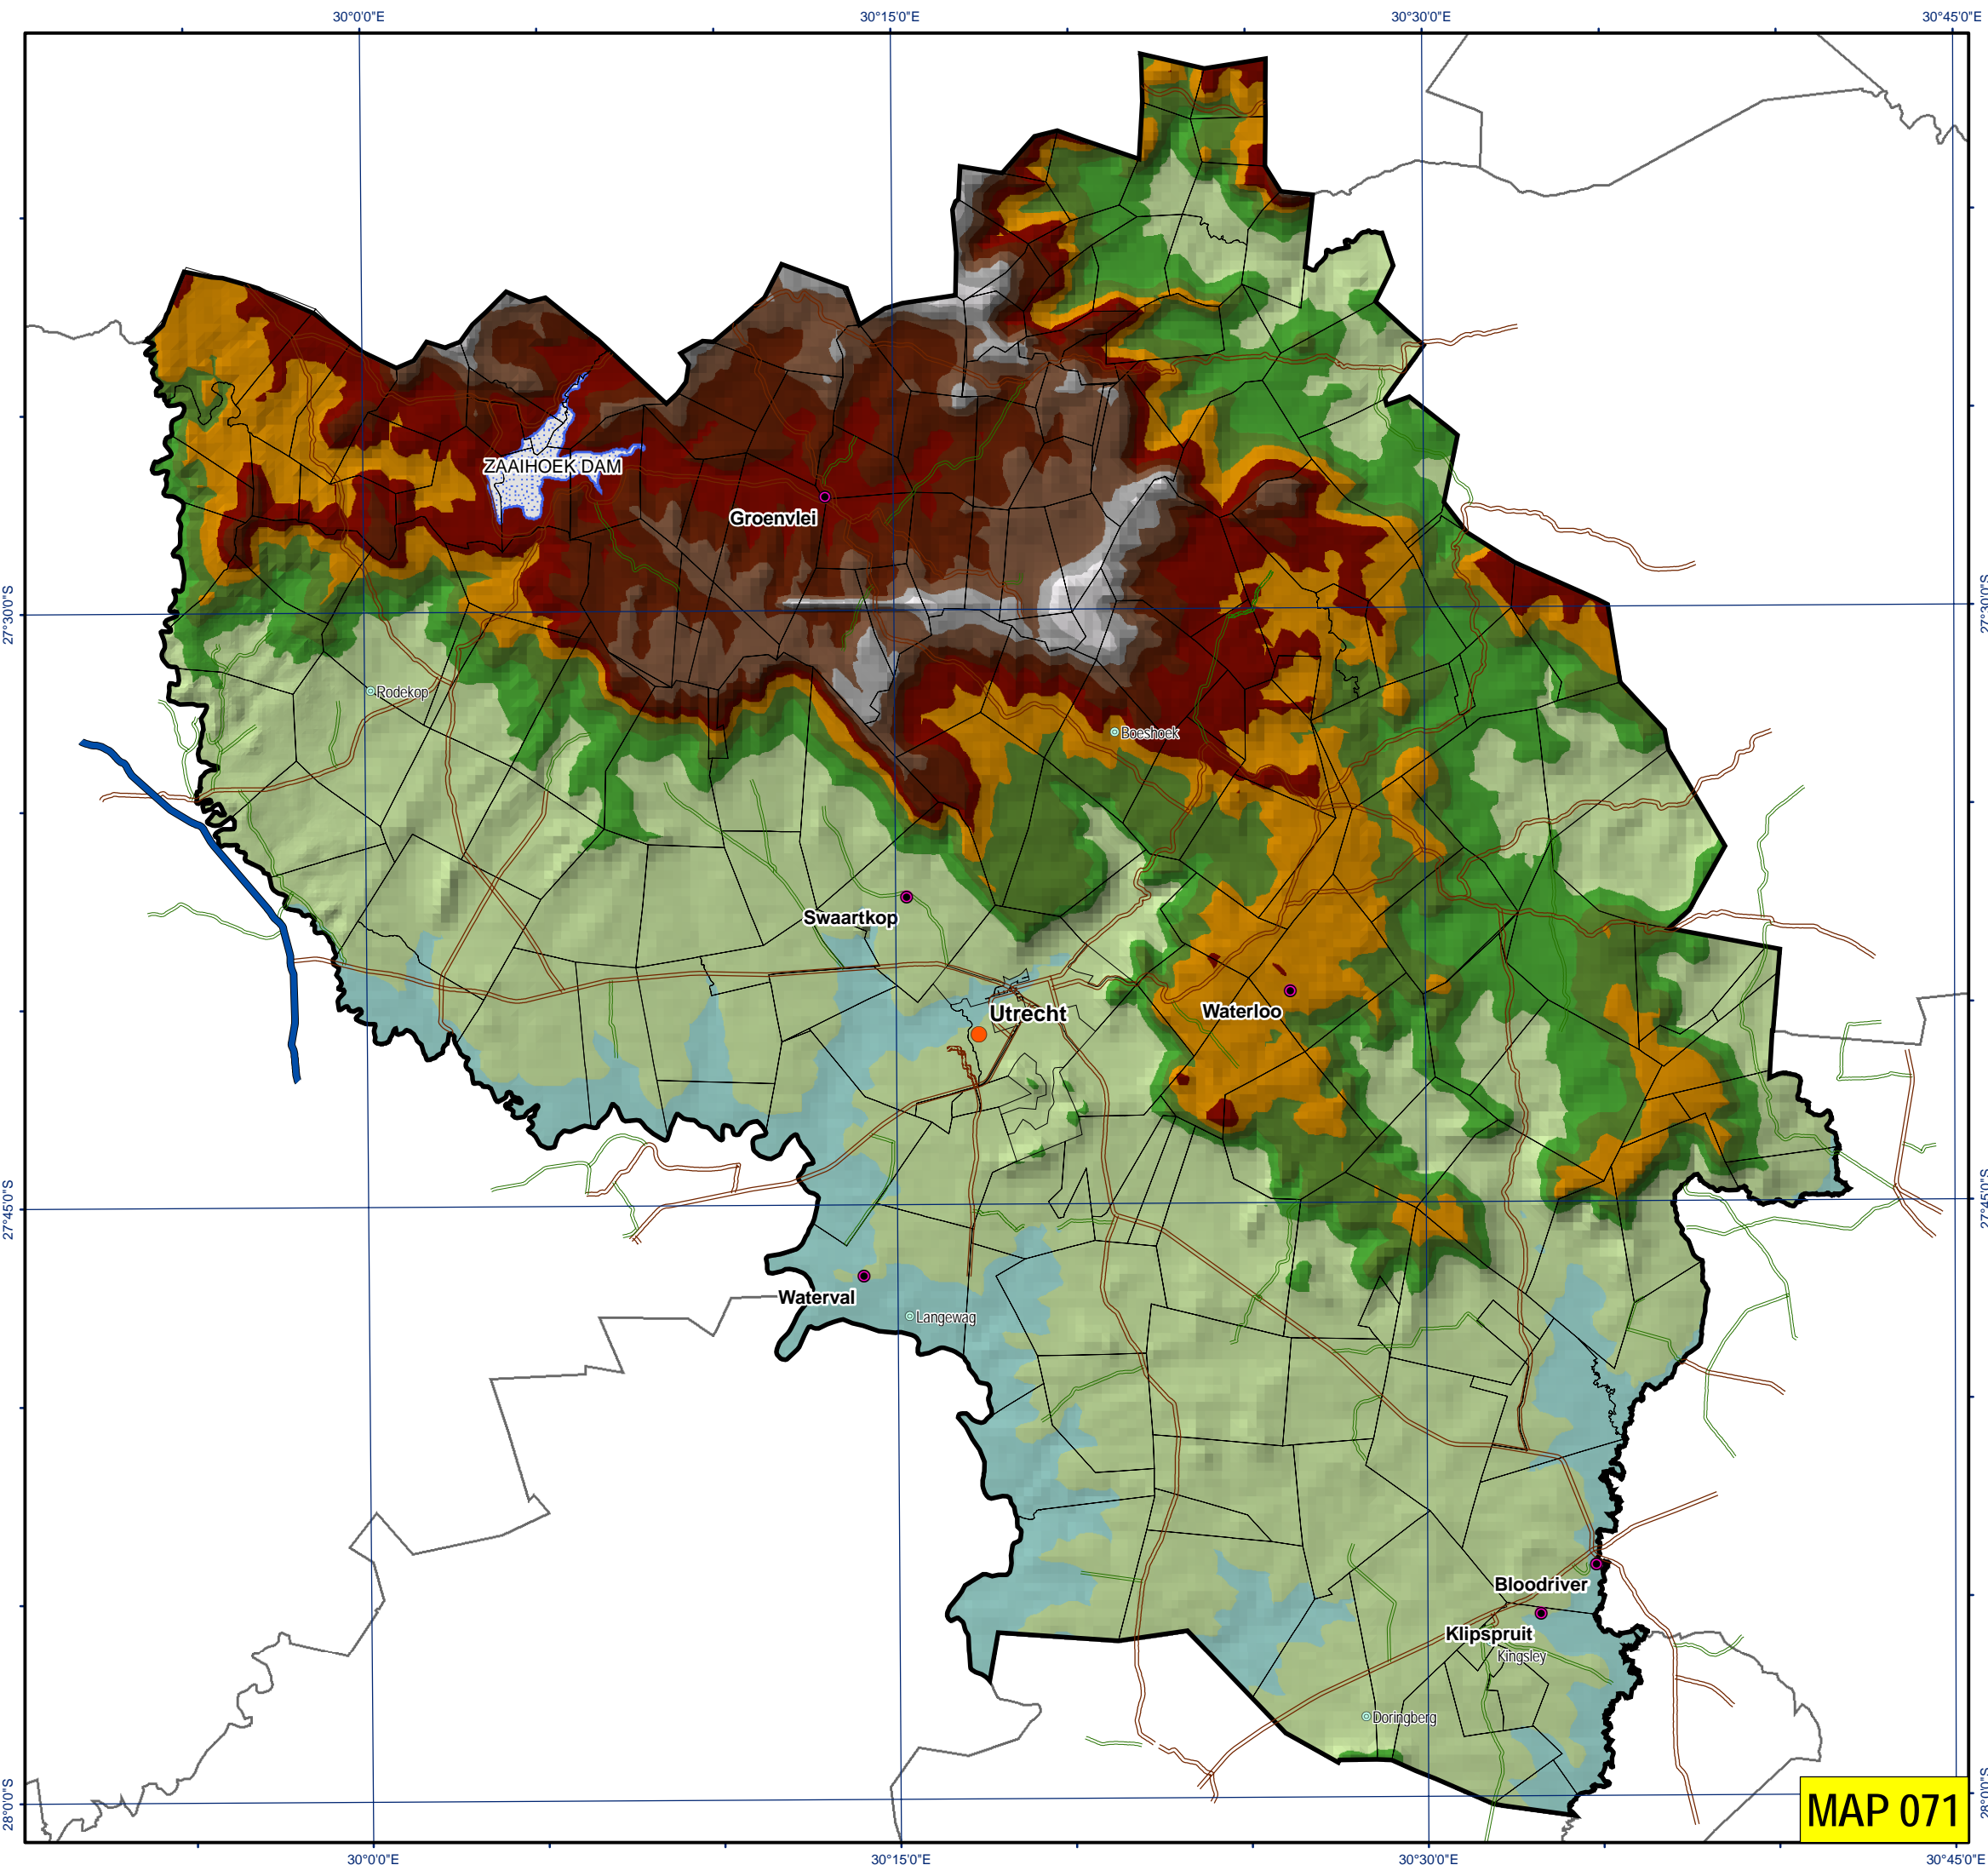 30°0'0"E
30°15'0"E
30°30'0"E
30°45'0"E
ZAAIHOEK DAM
Groenvlei
27°30'0"S
27°30'0"S
Rodekop
Boeshoek
Swaartkop
Utrecht
Waterloo
27°45'0"S
27°45'0"S
Waterval
Langewag
Bloodriver
Klipspruit
Kingsley
Doringberg
28°0'0"S
28°0'0"S
MAP 071
30°0'0"E
30°15'0"E
30°30'0"E
30°45'0"E